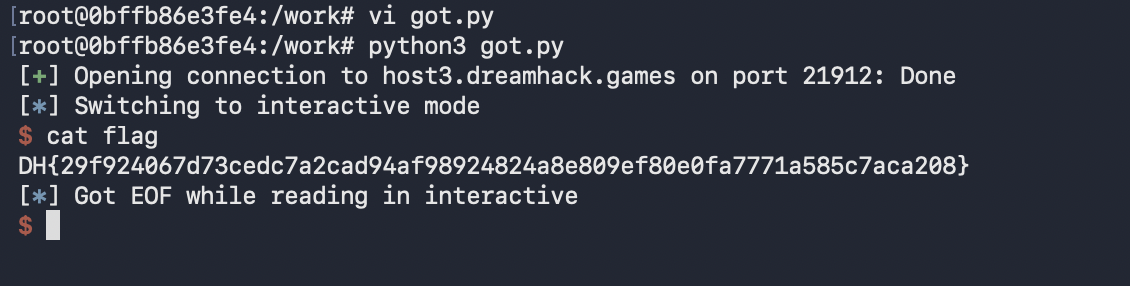 [root@0bffb86e3fe4:/work# vi got.py
[root@0bffb86e3fe4:/work# python3 got.py
[+] Opening connection to host3.dreamhack.games on port 21912: Done
[*] Switching to interactive mode
$ cat flag
DH{29f924067d73cedc7a2cad94af98924824a8e809ef80e0fa7771a585c7aca208}
[*] Got EOF while reading in interactive
$